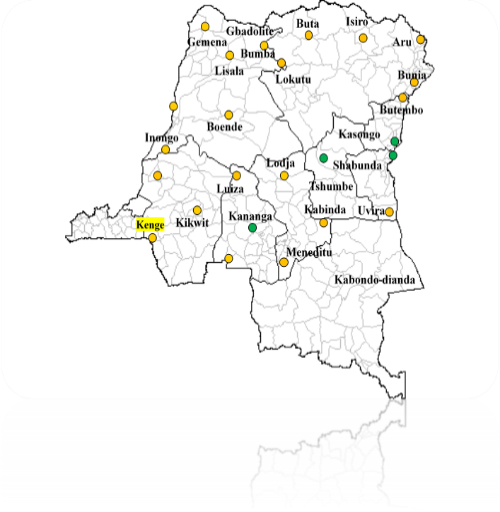 Isiro
Buta
Gbadolite
Gemena
Aru
Bumba
Lisala
Bunia
Lokutu
Butembo
Boende
Kasongo
Inongo
Lodja
Shabunda
Luiza
Tshumbe
Kananga
Kabinda
Uvira
Kenge
Kikwit
Meneditu
Kabondo-dianda